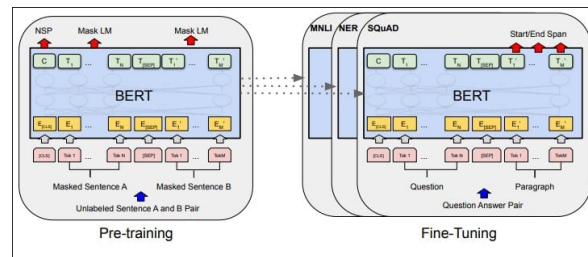 NSP Mask LM Mask LM
C T1 ... TN T[SEP] T1' ... TM'
BERT
E[CLS] E1 ... EN E[SEP] E1' ... EM'
[CLS] Tok 1 ... Tok N [SEP] Tok 1 ... TokM
Masked Sentence A Masked Sentence B
Unlabeled Sentence A and B Pair
Pre-training
MNLI NER SQuAD
Start/End Span
C T1 ... TN T[SEP] T1' ... TM'
BERT
E[CLS] E1 ... EN E[SEP] E1' ... EM'
[CLS] Tok 1 ... Tok N [SEP] Tok 1 ... TokM
Question Paragraph
Question Answer Pair
Fine-Tuning